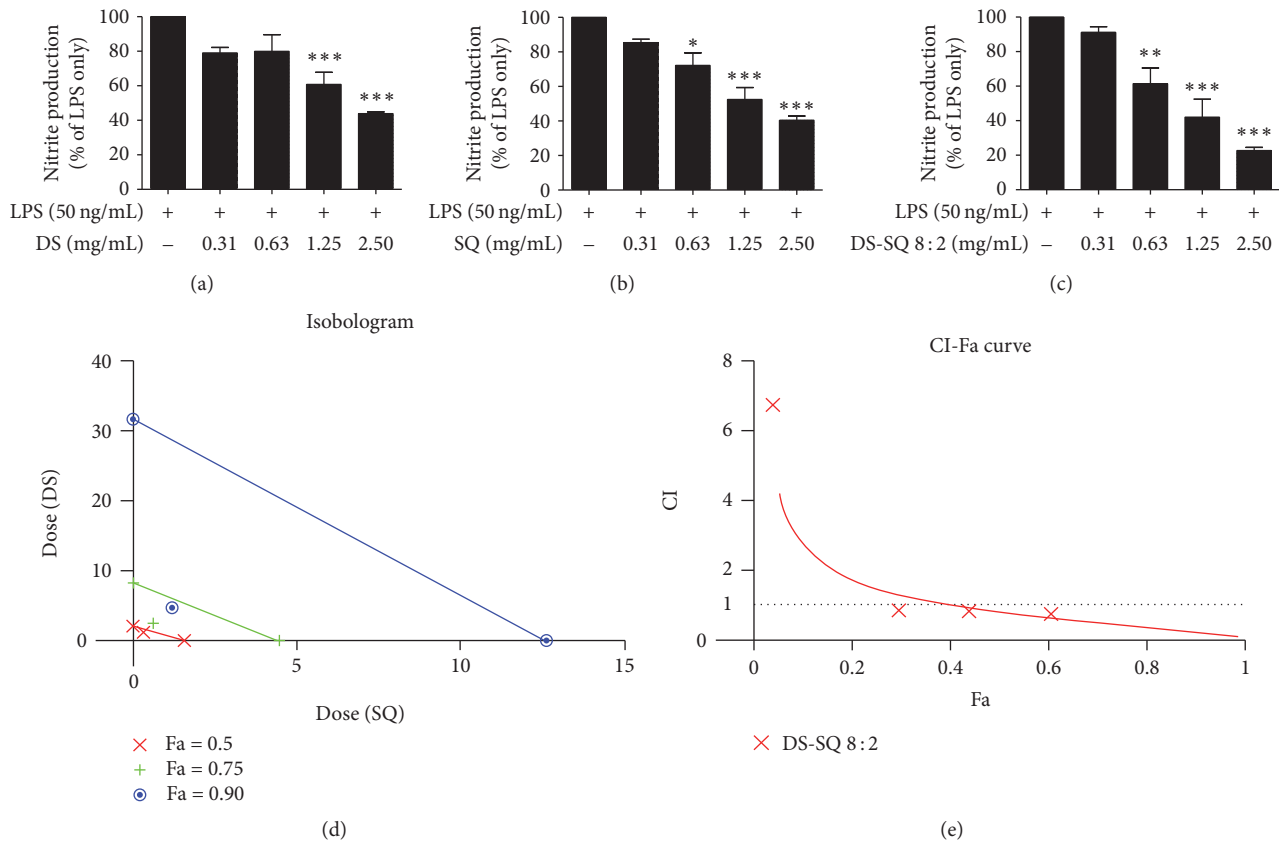 100
80
60
40
20
0
Nitrite production
(% of LPS only)
***
***
LPS (50 ng/mL) + + + + +
DS (mg/mL) – 0.31 0.63 1.25 2.50
(a)
100
80
60
40
20
0
Nitrite production
(% of LPS only)
*
***
***
LPS (50 ng/mL) + + + + +
SQ (mg/mL) – 0.31 0.63 1.25 2.50
(b)
100
80
60
40
20
0
Nitrite production
(% of LPS only)
**
***
***
LPS (50 ng/mL) + + + + +
DS-SQ 8 : 2 (mg/mL) – 0.31 0.63 1.25 2.50
(c)
Isobologram
40
30
20
10
0
Dose (DS)
0 5 10 15
Dose (SQ)
Fa = 0.5
Fa = 0.75
Fa = 0.90
(d)
CI-Fa curve
8
6
4
2
1
0
CI
0 0.2 0.4 0.6 0.8 1
Fa
DS-SQ 8 : 2
(e)